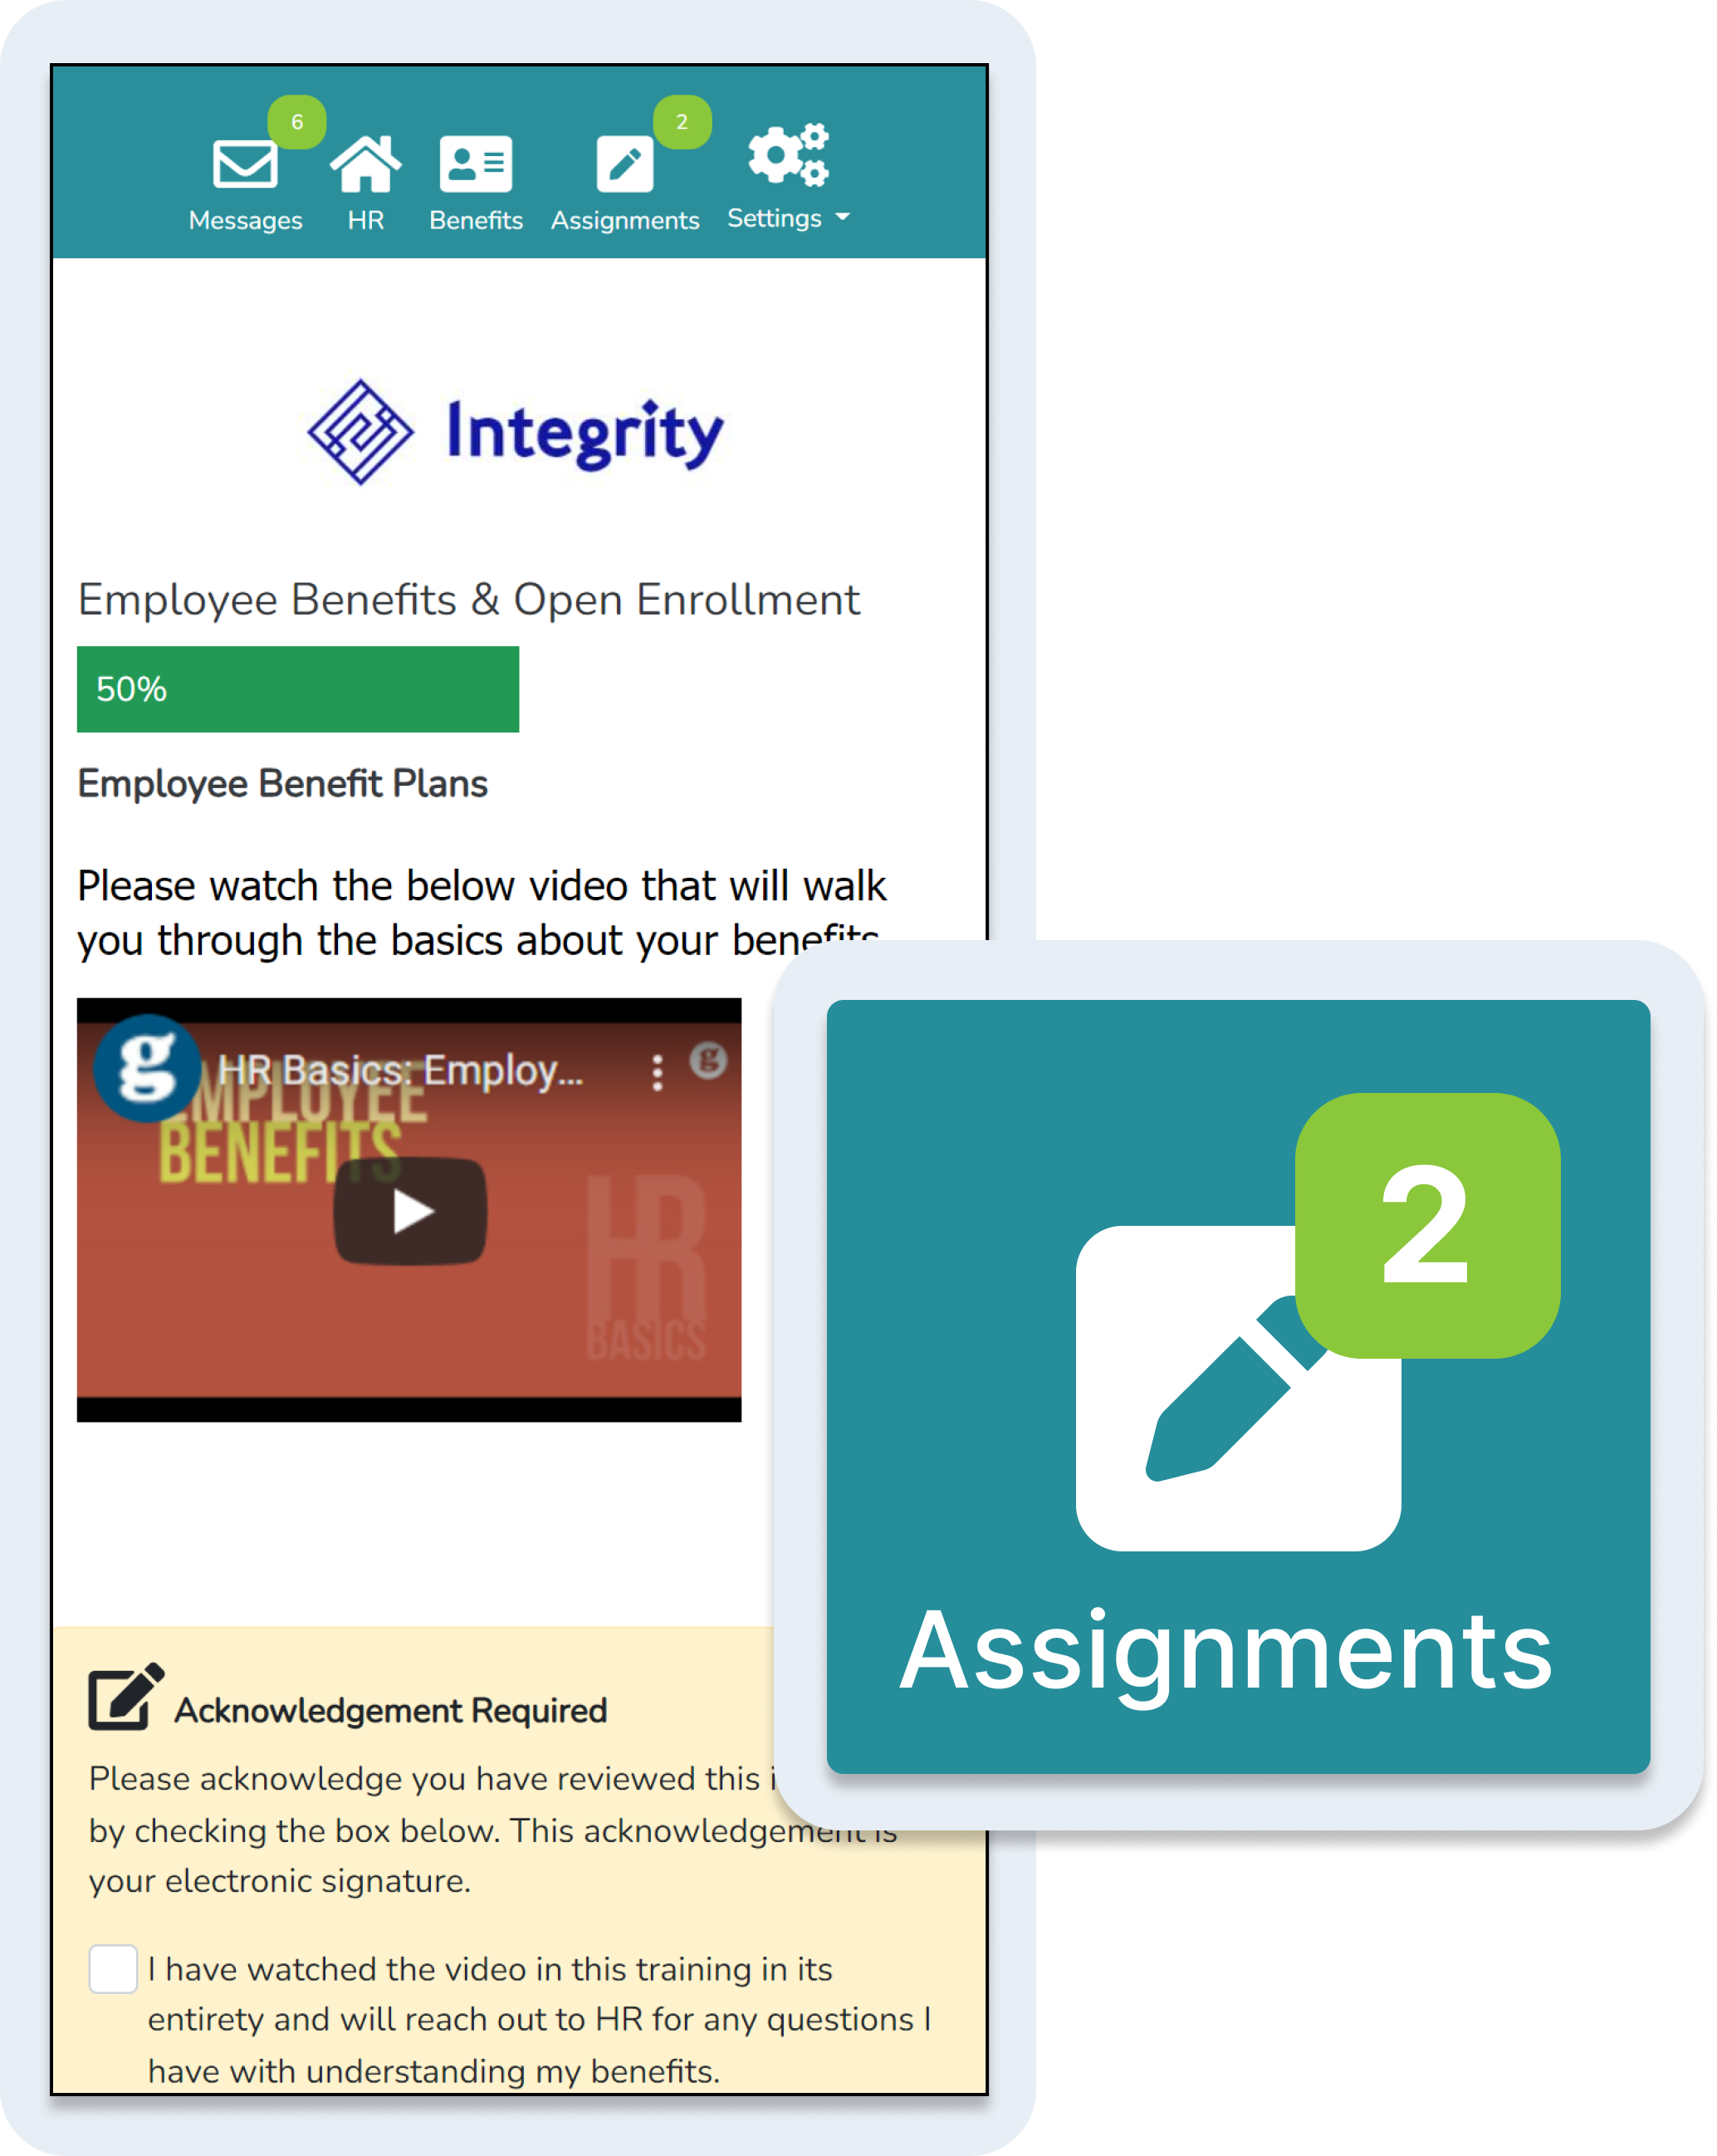 6
2
Messages HR Benefits Assignments Settings
Integrity
Employee Benefits & Open Enrollment
50%
Employee Benefit Plans
Please watch the below video that will walk
you through the basics about your benefits
g HR Basics: Employ... g
EMPLOYEE
BENEFITS
HR
BASICS
2
Assignments
Acknowledgement Required
Please acknowledge you have reviewed this
by checking the box below. This acknowledgement is
your electronic signature.
I have watched the video in this training in its
entirety and will reach out to HR for any questions I
have with understanding my benefits.